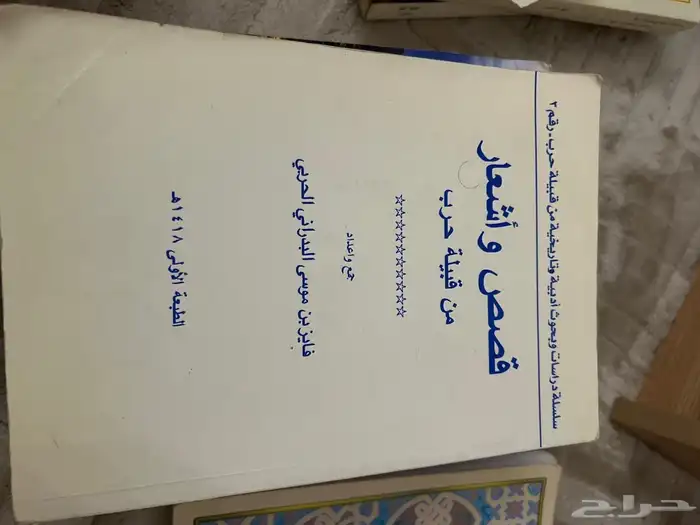 سلسلة دراسات وبحوث أدبية وتاريخية من قبيلة حرب - رقم ٢
قصص وأشعار
من قبيلة حرب
☆☆☆☆☆☆☆☆☆☆
جمع واعداد
فايز بن موسى البدراني الحربي
الطبعة الأولى ١٤١٨هـ
حراج